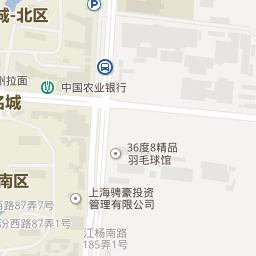 城-北区
州拉面
中国农业银行
名城
36度8精品
羽毛球馆
南区
上海骋豪投资
管理有限公司
路87弄7号
汾西路87弄1号
江杨南路
185弄1号